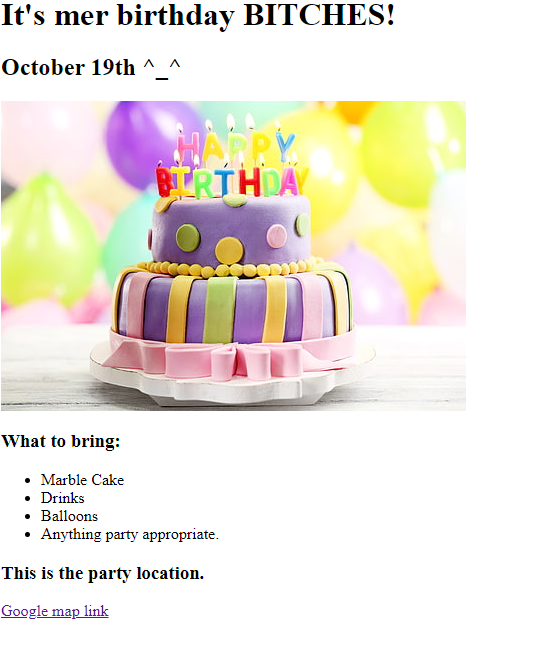 It's mer birthday BITCHES!
October 19th ^_^
HAPPY
BIRTHDAY
What to bring:
Marble Cake
Drinks
Balloons
Anything party appropriate.
This is the party location.
Google map link